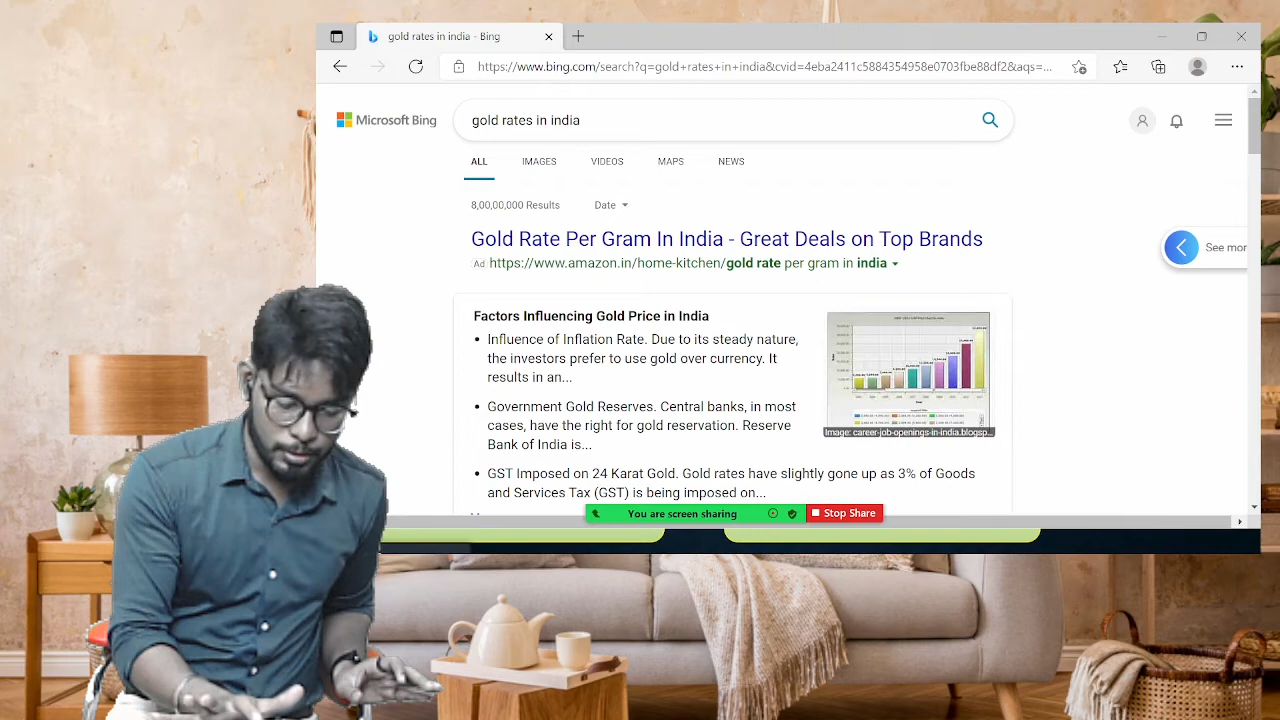 gold rates in india - Bing
https://www.bing.com/search?q=gold+rates+in+india&cvid=4eba2411c5884354958e0703fbe88df2&aqs=...
Microsoft Bing
gold rates in india
ALL IMAGES VIDEOS MAPS NEWS
8,00,00,000 Results Date
Gold Rate Per Gram In India - Great Deals on Top Brands
Ad https://www.amazon.in/home-kitchen/gold rate per gram in india
See mor
Factors Influencing Gold Price in India
• Influence of Inflation Rate. Due to its steady nature,
the investors prefer to use gold over currency. It
results in an...
• Government Gold Reserves. Central banks, in most
cases, have the right for gold reservation. Reserve
Bank of India is...
Image: career-job-openings-in-india.blogsp...
• GST Imposed on 24 Karat Gold. Gold rates have slightly gone up as 3% of Goods
and Services Tax (GST) is being imposed on...
You are screen sharing Stop Share